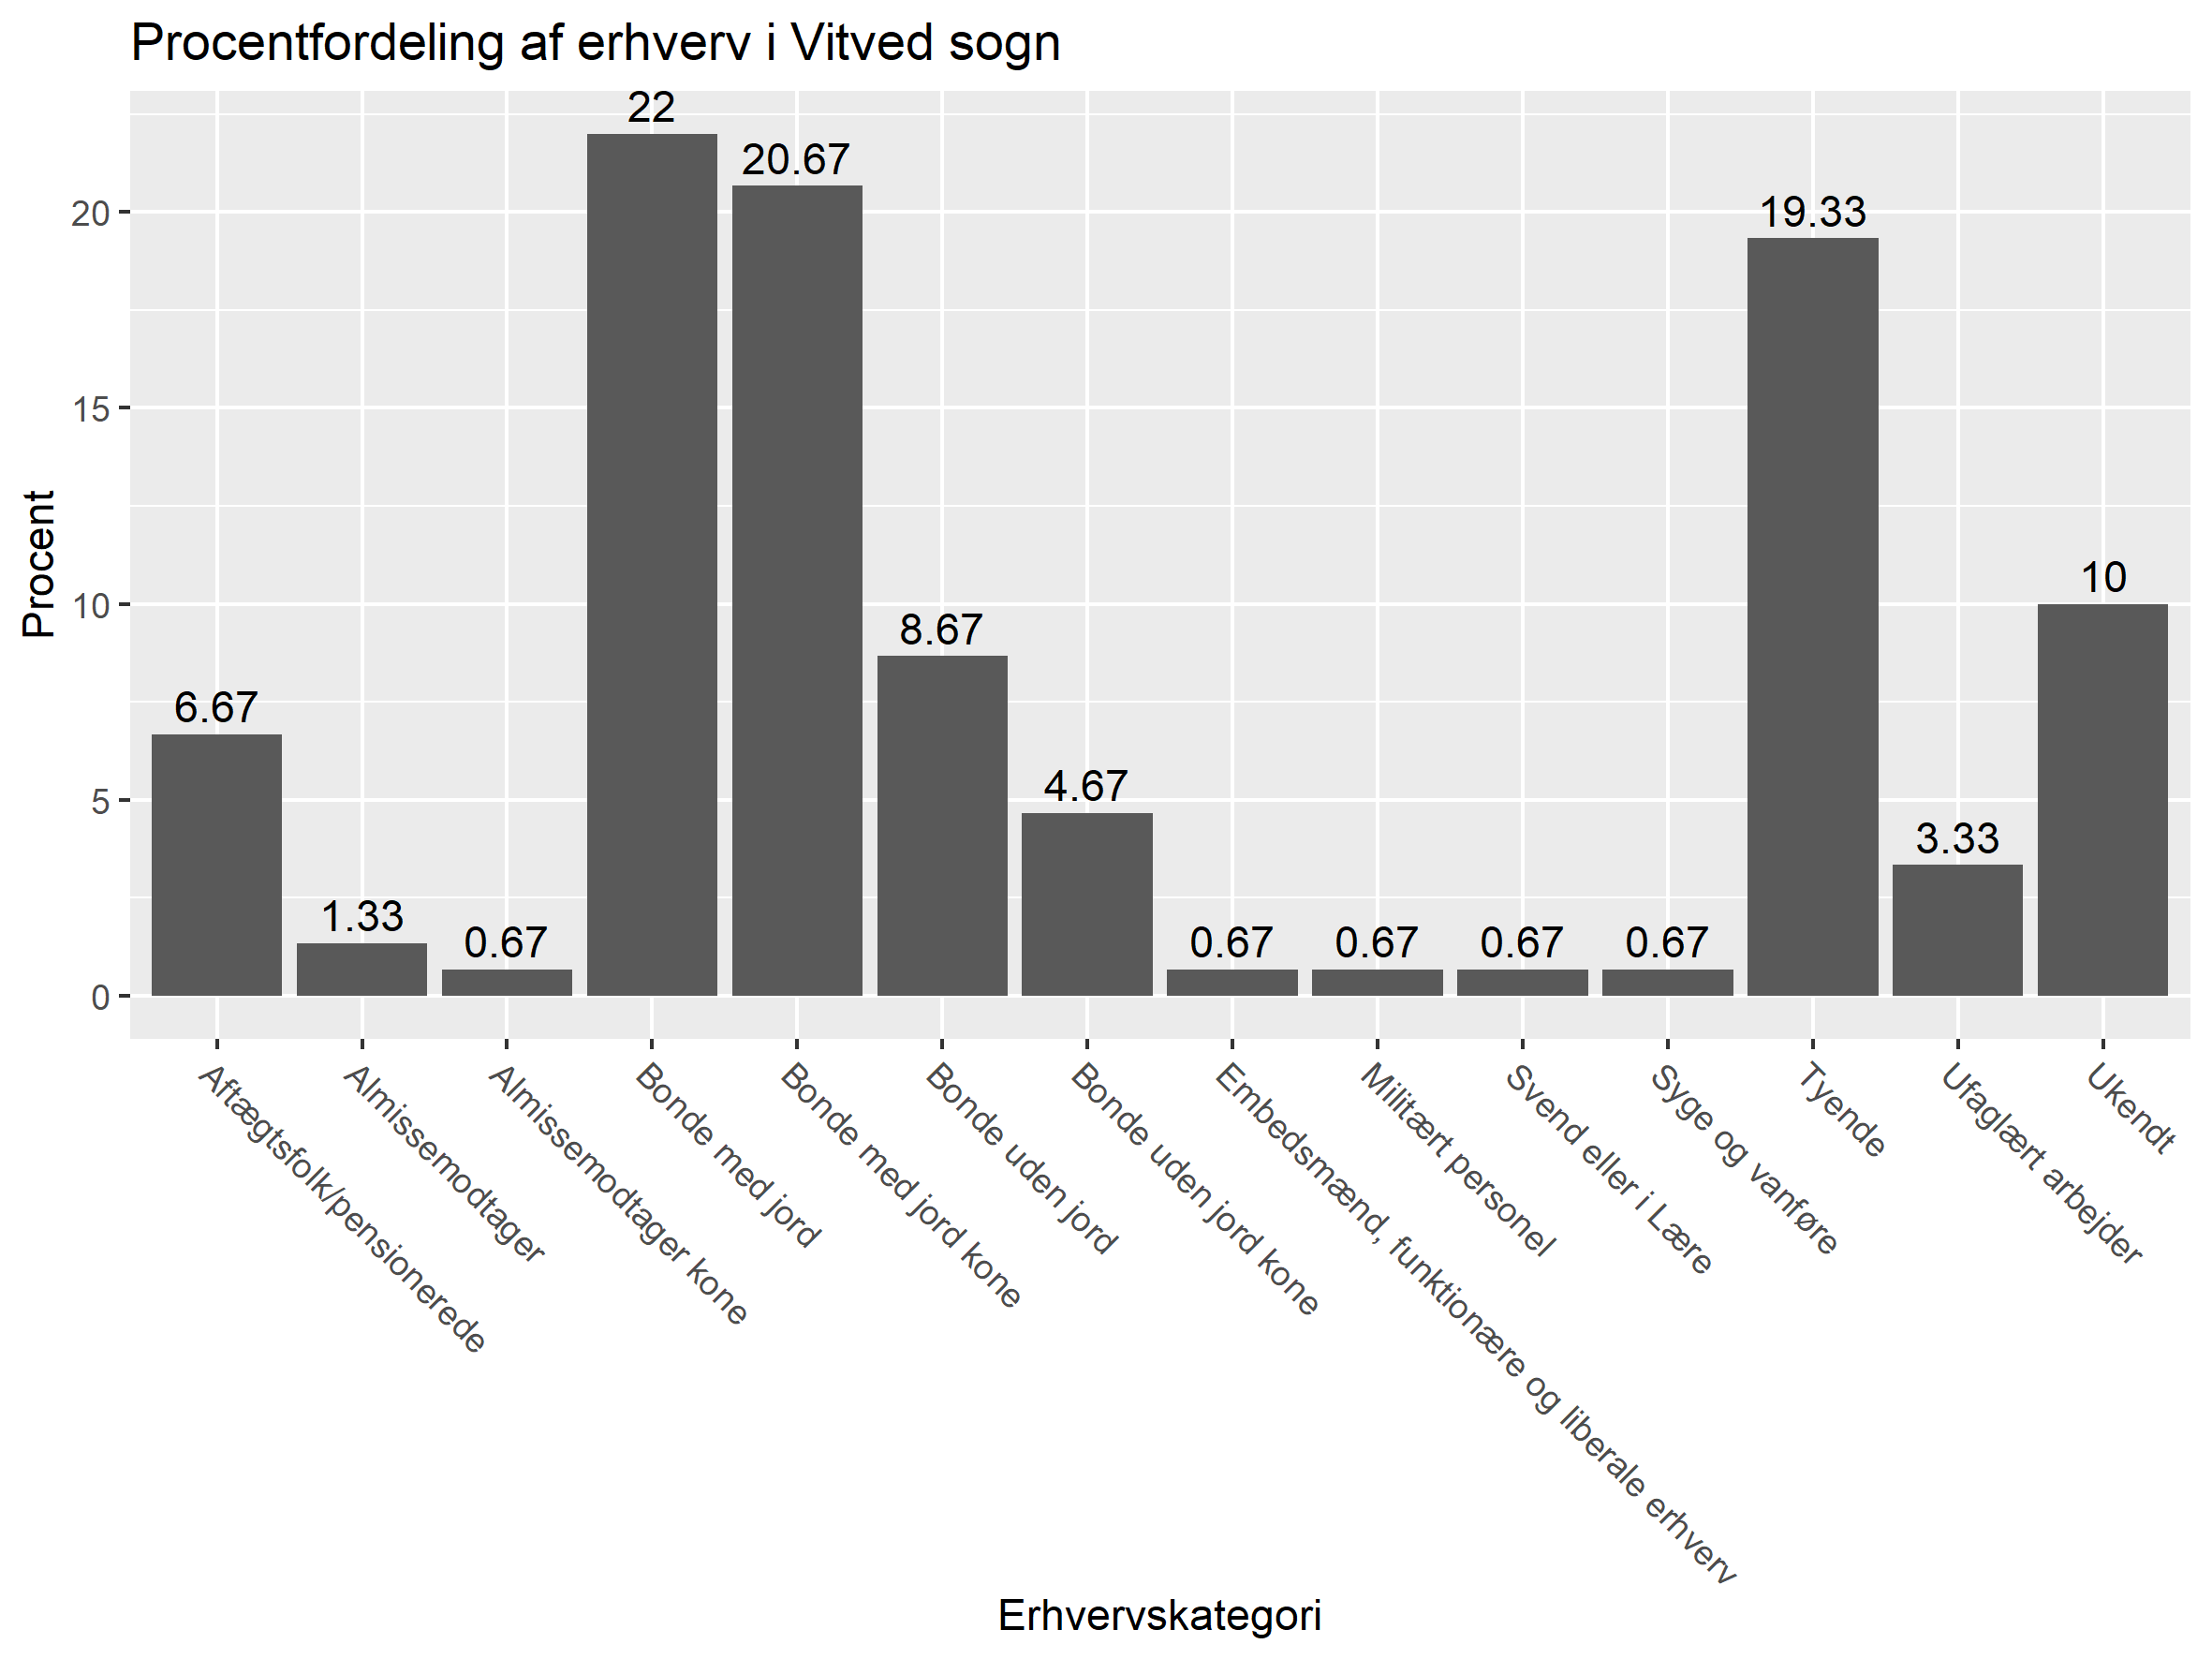 Procentfordeling af erhverv i Vitved sogn
Procent
20
15
10
5
0
6.67
1.33
0.67
22
20.67
8.67
4.67
0.67
0.67
0.67
0.67
19.33
3.33
10
Aftægtsfolk/pensionerede
Almissemodtager
Almissemodtager kone
Bonde med jord
Bonde med jord kone
Bonde uden jord
Bonde uden jord kone
Embedsmænd, funktionære og liberale erhverv
Militært personel
Svend eller i Lære
Syge og vanføre
Tyende
Ufaglært arbejder
Ukendt
Erhvervskategori